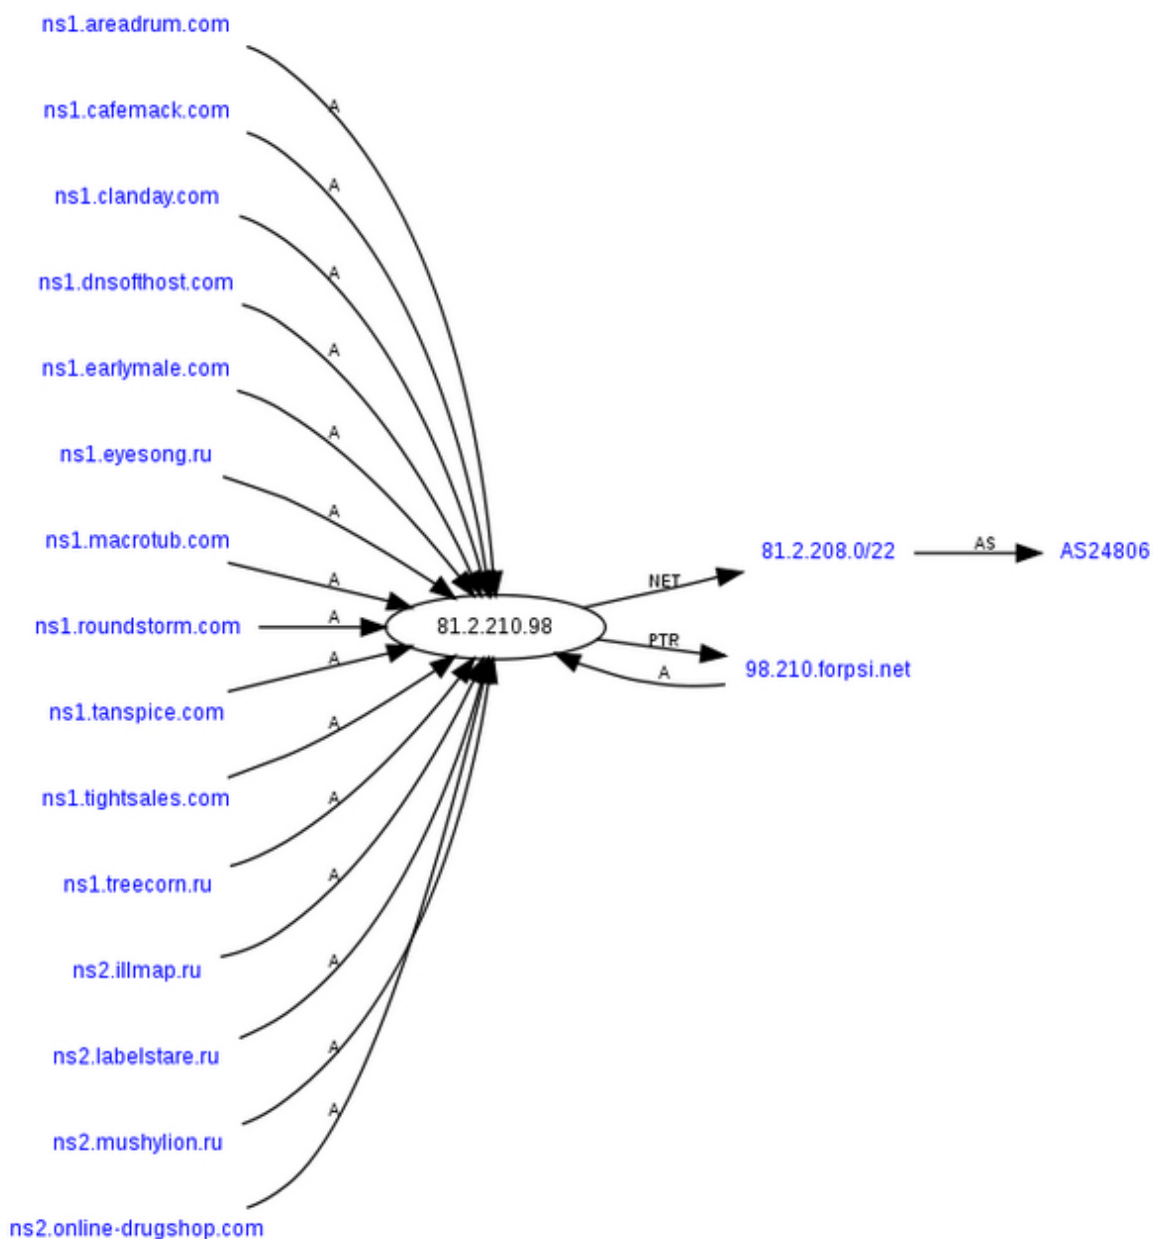 ns1.areadrum.com
A
ns1.cafemack.com
A
ns1.clanday.com
A
ns1.dnsofthost.com
A
ns1.earlymale.com
A
ns1.eyesong.ru
A
ns1.macrotub.com
A
ns1.roundstorm.com
A
ns1.tanspice.com
A
ns1.tightsales.com
A
ns1.treecorn.ru
A
ns2.illmap.ru
A
ns2.labelstare.ru
A
ns2.mushylion.ru
A
ns2.online-drugshop.com
A
81.2.210.98
NET
81.2.208.0/22
AS
AS24806
PTR
98.210.forpsi.net
A